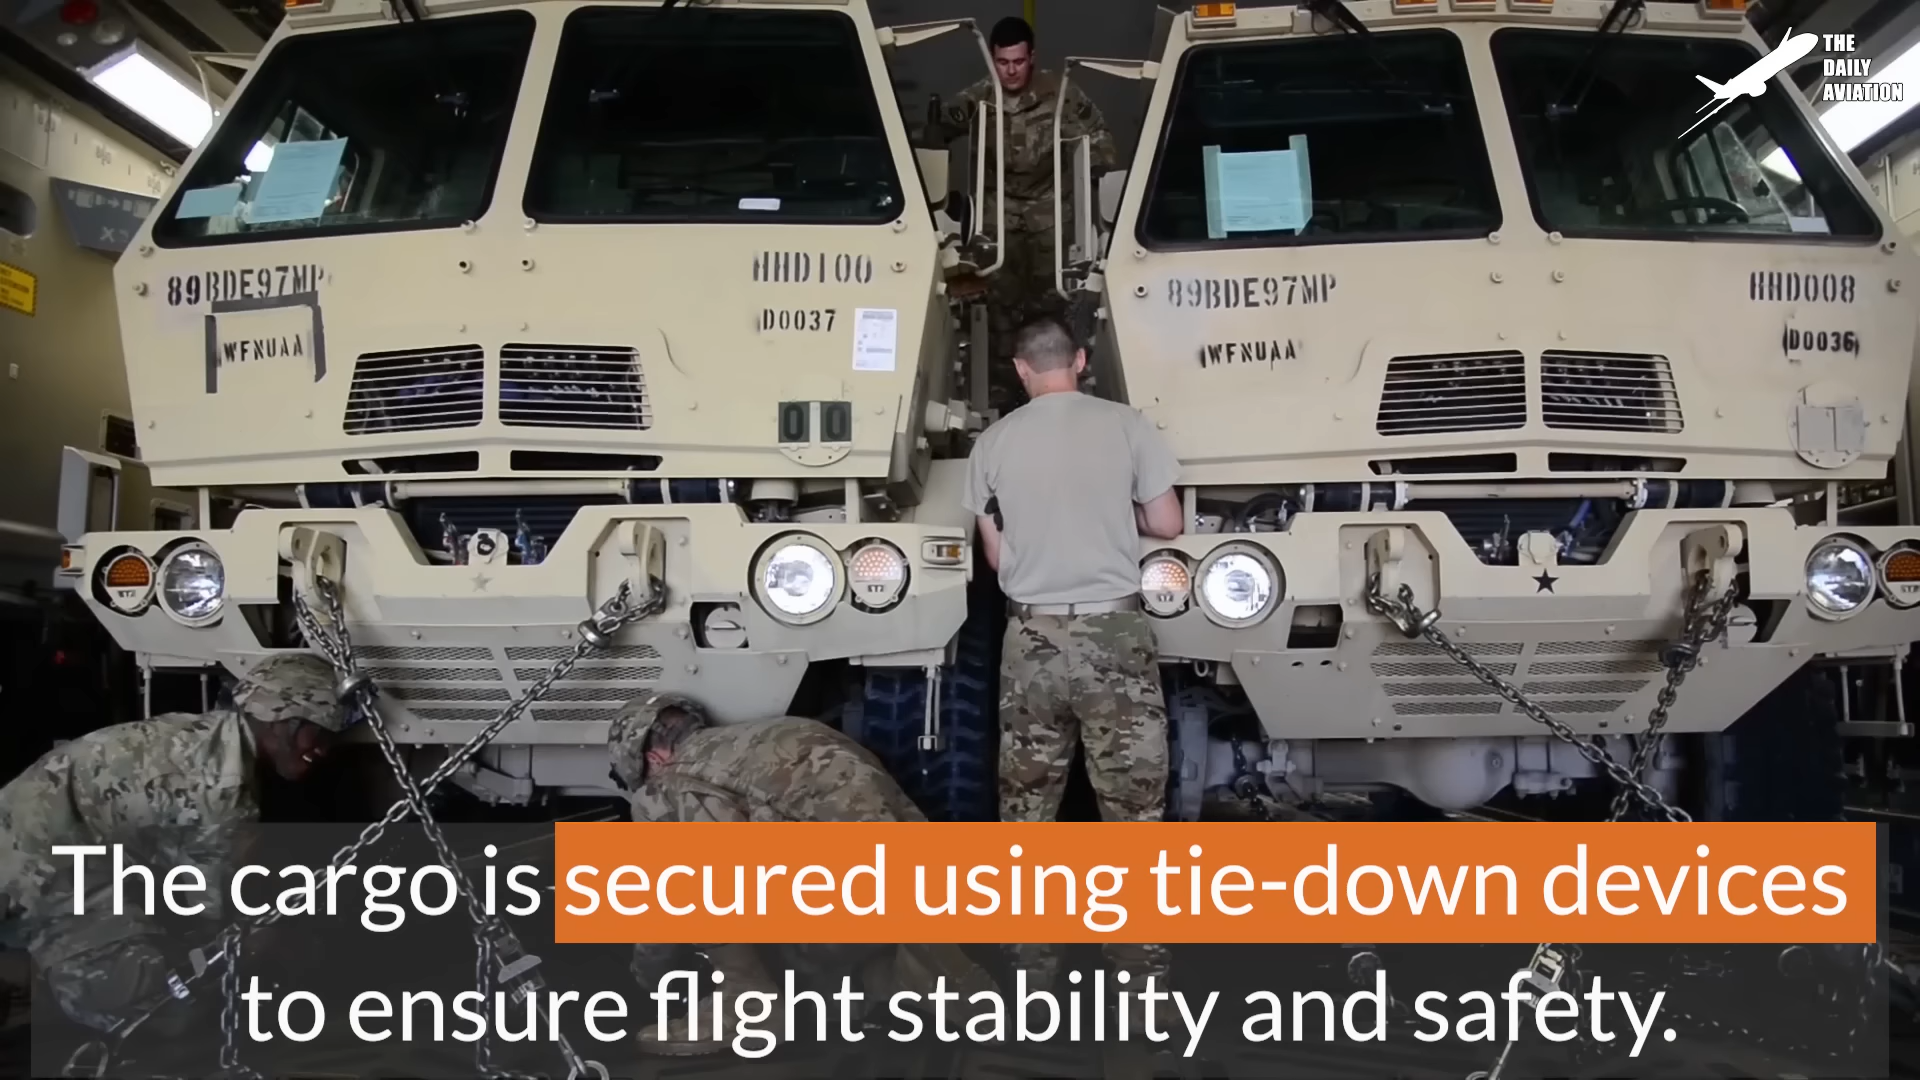 THE
DAILY
AVIATION
89BDE97MP
HHD100
WFNUAA
D0037
00
89BDE97MP
HHD008
WFNUAA
D0036
The cargo is secured using tie-down devices
to ensure flight stability and safety.